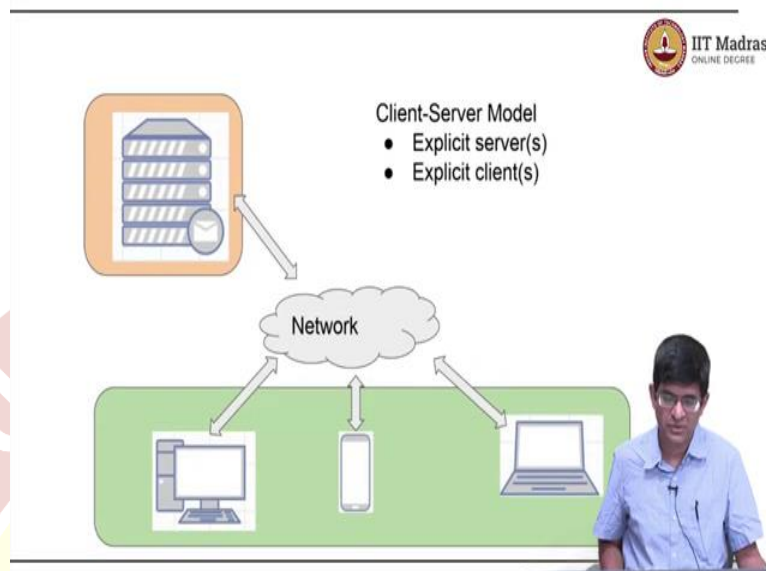 IIT Madras
ONLINE DEGREE
Client-Server Model
● Explicit server(s)
● Explicit client(s)
Network